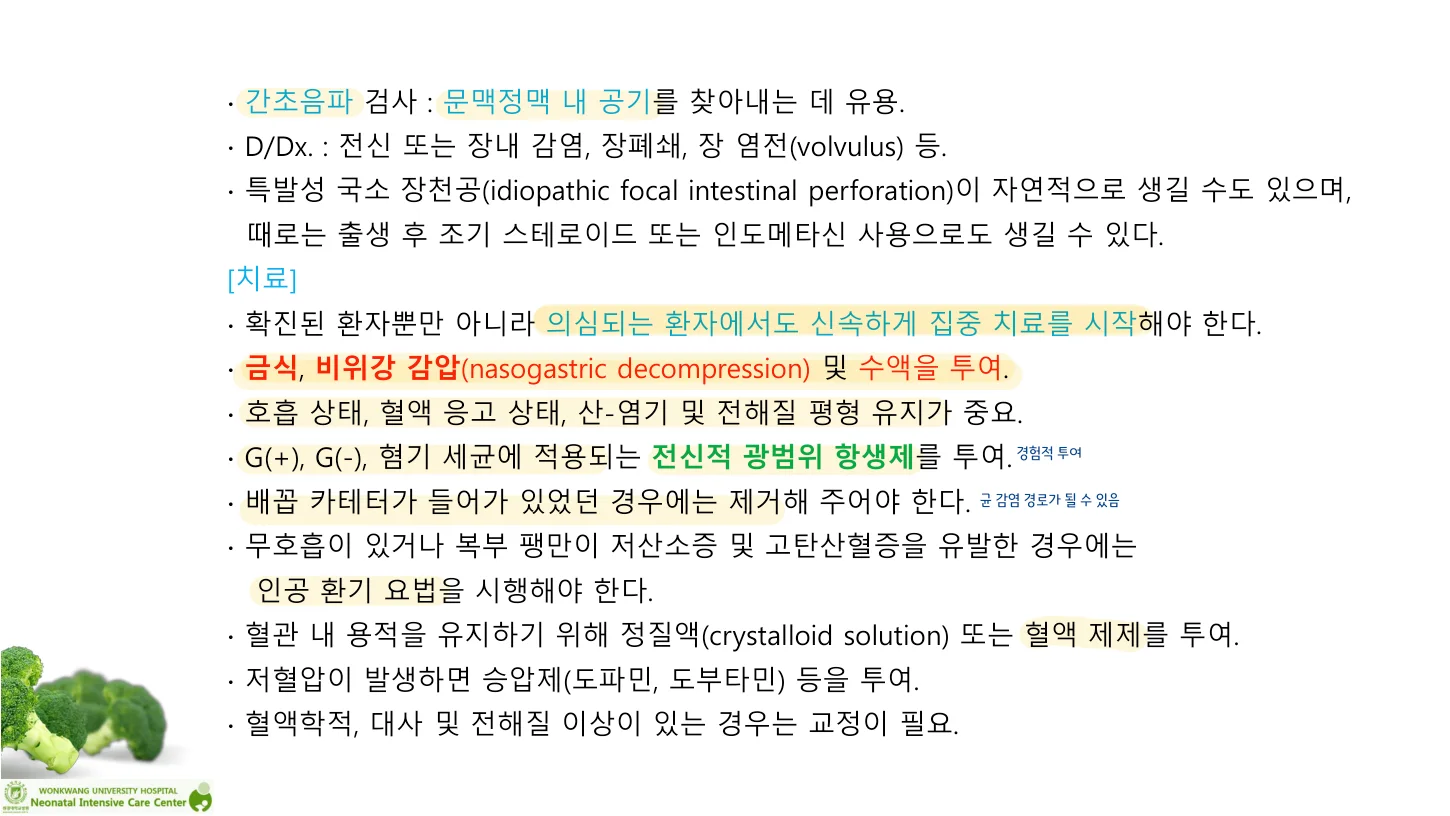 · 간초음파 검사 : 문맥정맥 내 공기를 찾아내는 데 유용.
· D/Dx. : 전신 또는 장내 감염, 장폐쇄, 장 염전(volvulus) 등.
· 특발성 국소 장천공(idiopathic focal intestinal perforation)이 자연적으로 생길 수도 있으며,
때로는 출생 후 조기 스테로이드 또는 인도메타신 사용으로도 생길 수 있다.
[치료]
· 확진된 환자뿐만 아니라 의심되는 환자에서도 신속하게 집중 치료를 시작해야 한다.
· 금식, 비위강 감압(nasogastric decompression) 및 수액을 투여.
· 호흡 상태, 혈액 응고 상태, 산-염기 및 전해질 평형 유지가 중요.
· G(+), G(-), 혐기 세균에 적용되는 전신적 광범위 항생제를 투여. 경험적 투여
· 배꼽 카테터가 들어가 있었던 경우에는 제거해 주어야 한다. 균 감염 경로가 될 수 있음
· 무호흡이 있거나 복부 팽만이 저산소증 및 고탄산혈증을 유발한 경우에는
인공 환기 요법을 시행해야 한다.
· 혈관 내 용적을 유지하기 위해 정질액(crystalloid solution) 또는 혈액 제제를 투여.
· 저혈압이 발생하면 승압제(도파민, 도부타민) 등을 투여.
· 혈액학적, 대사 및 전해질 이상이 있는 경우는 교정이 필요.
WONKWANG UNIVERSITY HOSPITAL
Neonatal Intensive Care Center